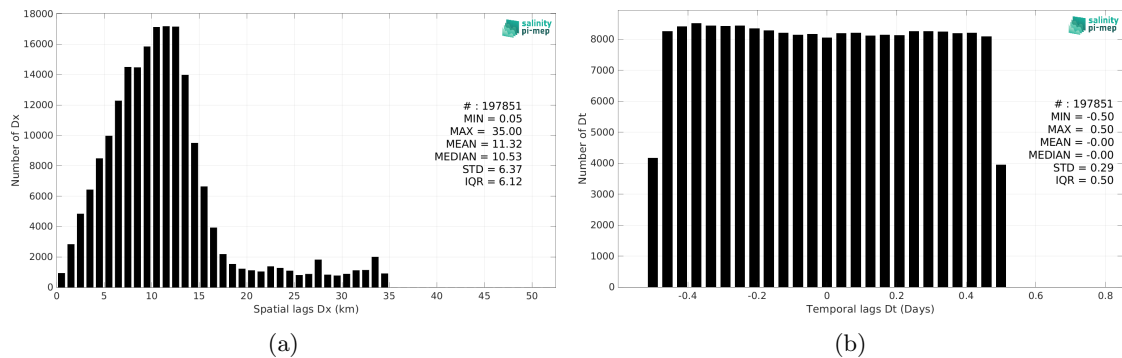 18000
16000
14000
12000
10000
8000
6000
4000
2000
0
Number of Dx
0 5 10 15 20 25 30 35 40 45 50
Spatial lags Dx (km)
salinity
pi-mep
# : 197851
MIN = 0.05
MAX = 35.00
MEAN = 11.32
MEDIAN = 10.53
STD = 6.37
IQR = 6.12
(a)
8000
7000
6000
5000
4000
3000
2000
1000
0
Number of Dt
-0.4 -0.2 0 0.2 0.4 0.6 0.8
Temporal lags Dt (Days)
salinity
pi-mep
# : 197851
MIN = -0.50
MAX = 0.50
MEAN = -0.00
MEDIAN = -0.00
STD = 0.29
IQR = 0.50
(b)